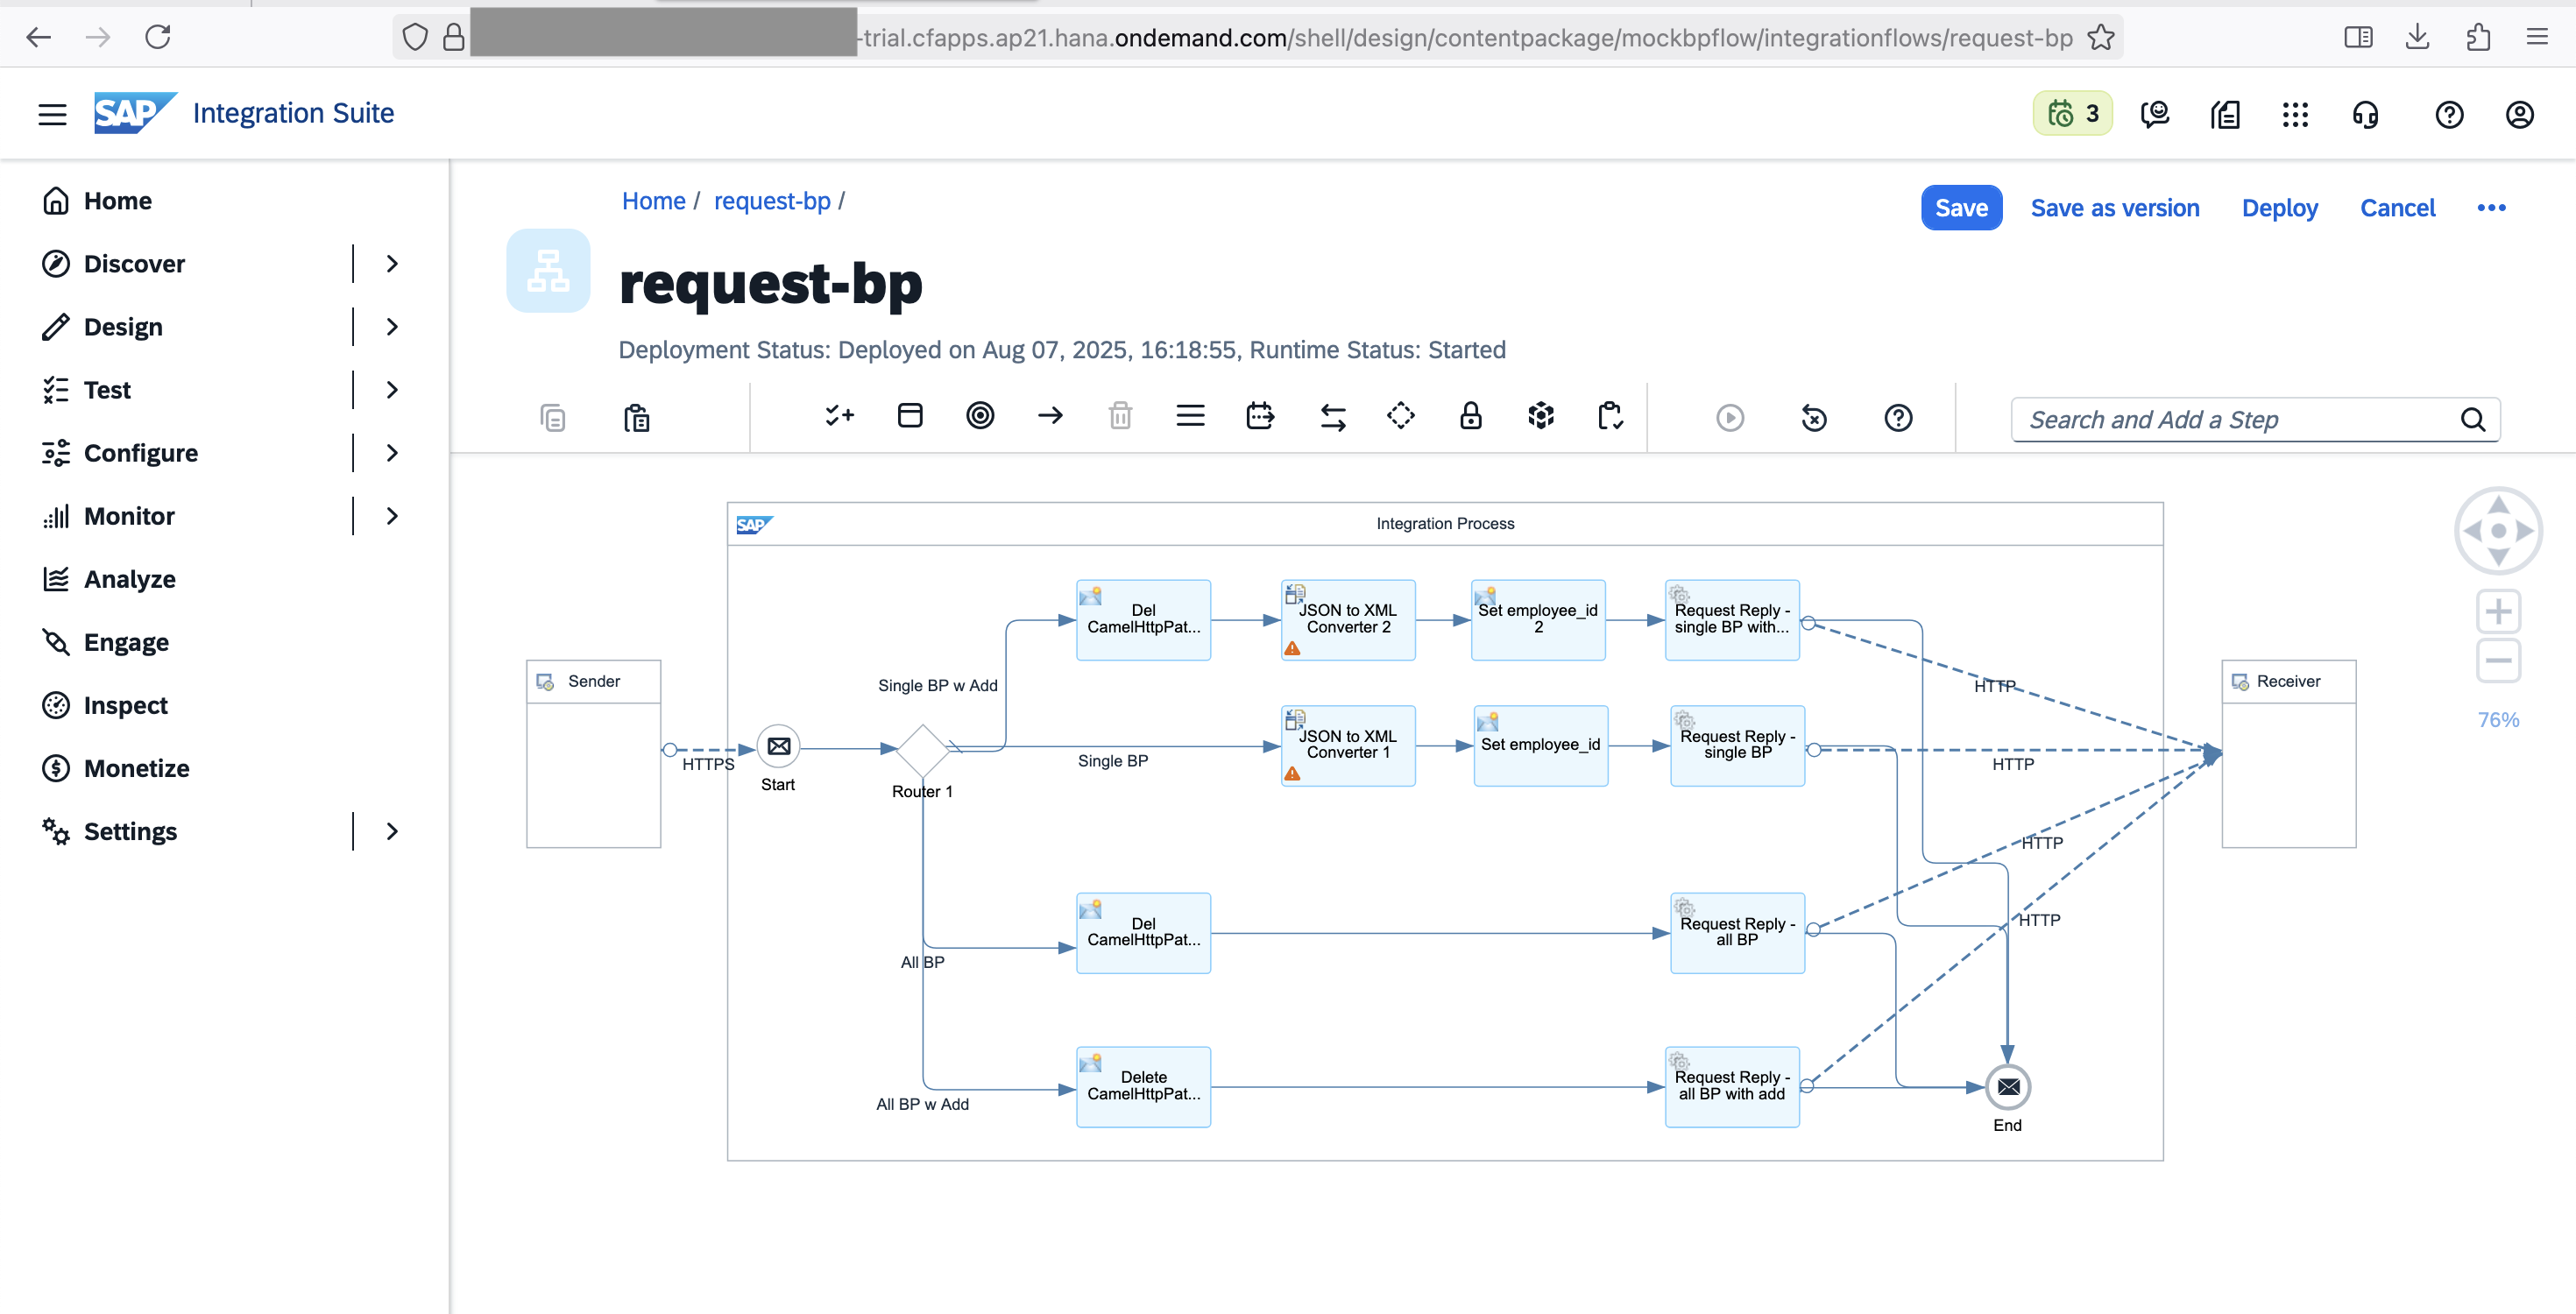 -trial.cfapps.ap21.hana.ondemand.com/shell/design/contentpackage/mockbpflow/integrationflows/request-bp
SAP Integration Suite
3
Home
Discover
Design
Test
Configure
Monitor
Analyze
Engage
Inspect
Monetize
Settings
Home / request-bp /
Save
Save as version
Deploy
Cancel
request-bp
Deployment Status: Deployed on Aug 07, 2025, 16:18:55, Runtime Status: Started
Search and Add a Step
SAP
Integration Process
Del
CamelHttpPat...
JSON to XML
Converter 2
Set employee_id
2
Request Reply -
single BP with...
Single BP w Add
Sender
HTTP
Receiver
HTTPS
Start
Router 1
Single BP
JSON to XML
Converter 1
Set employee_id
Request Reply -
single BP
HTTP
76%
All BP
Del
CamelHttpPat...
Request Reply -
all BP
HTTP
HTTP
All BP w Add
Delete
CamelHttpPat...
Request Reply -
all BP with add
End